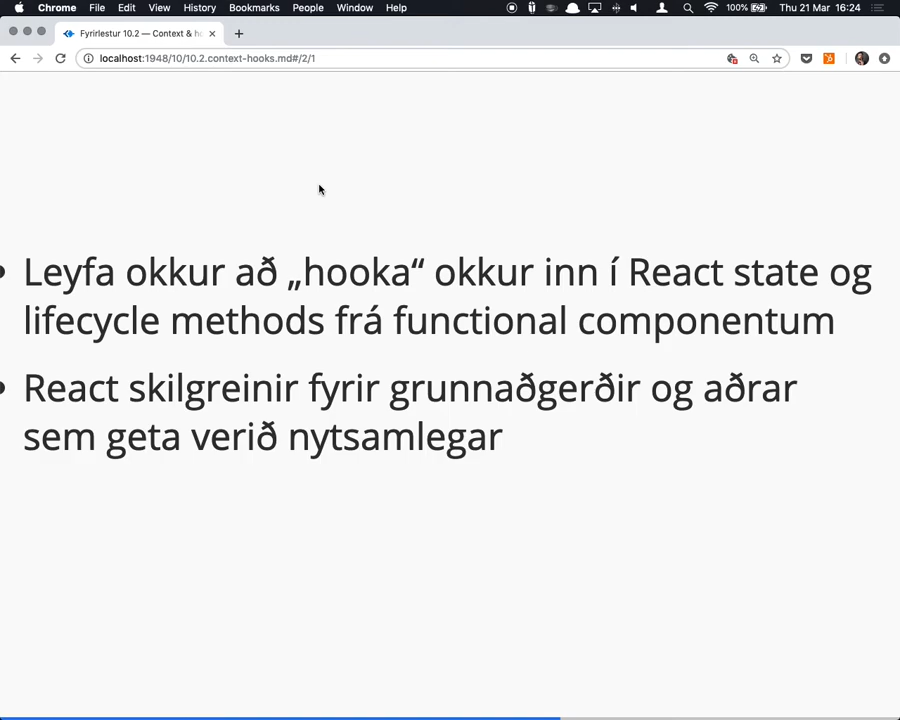 Chrome File Edit View History Bookmarks People Window Help 100% Thu 21 Mar 16:24
Fyrirlestur 10.2 — Context & h
localhost:1948/10/10.2.context-hooks.md#/2/1
• Leyfa okkur að „hooka“ okkur inn í React state og
lifecycle methods frá functional componentum
• React skilgreinir fyrir grunnaðgerðir og aðrar
sem geta verið nytsamlegar